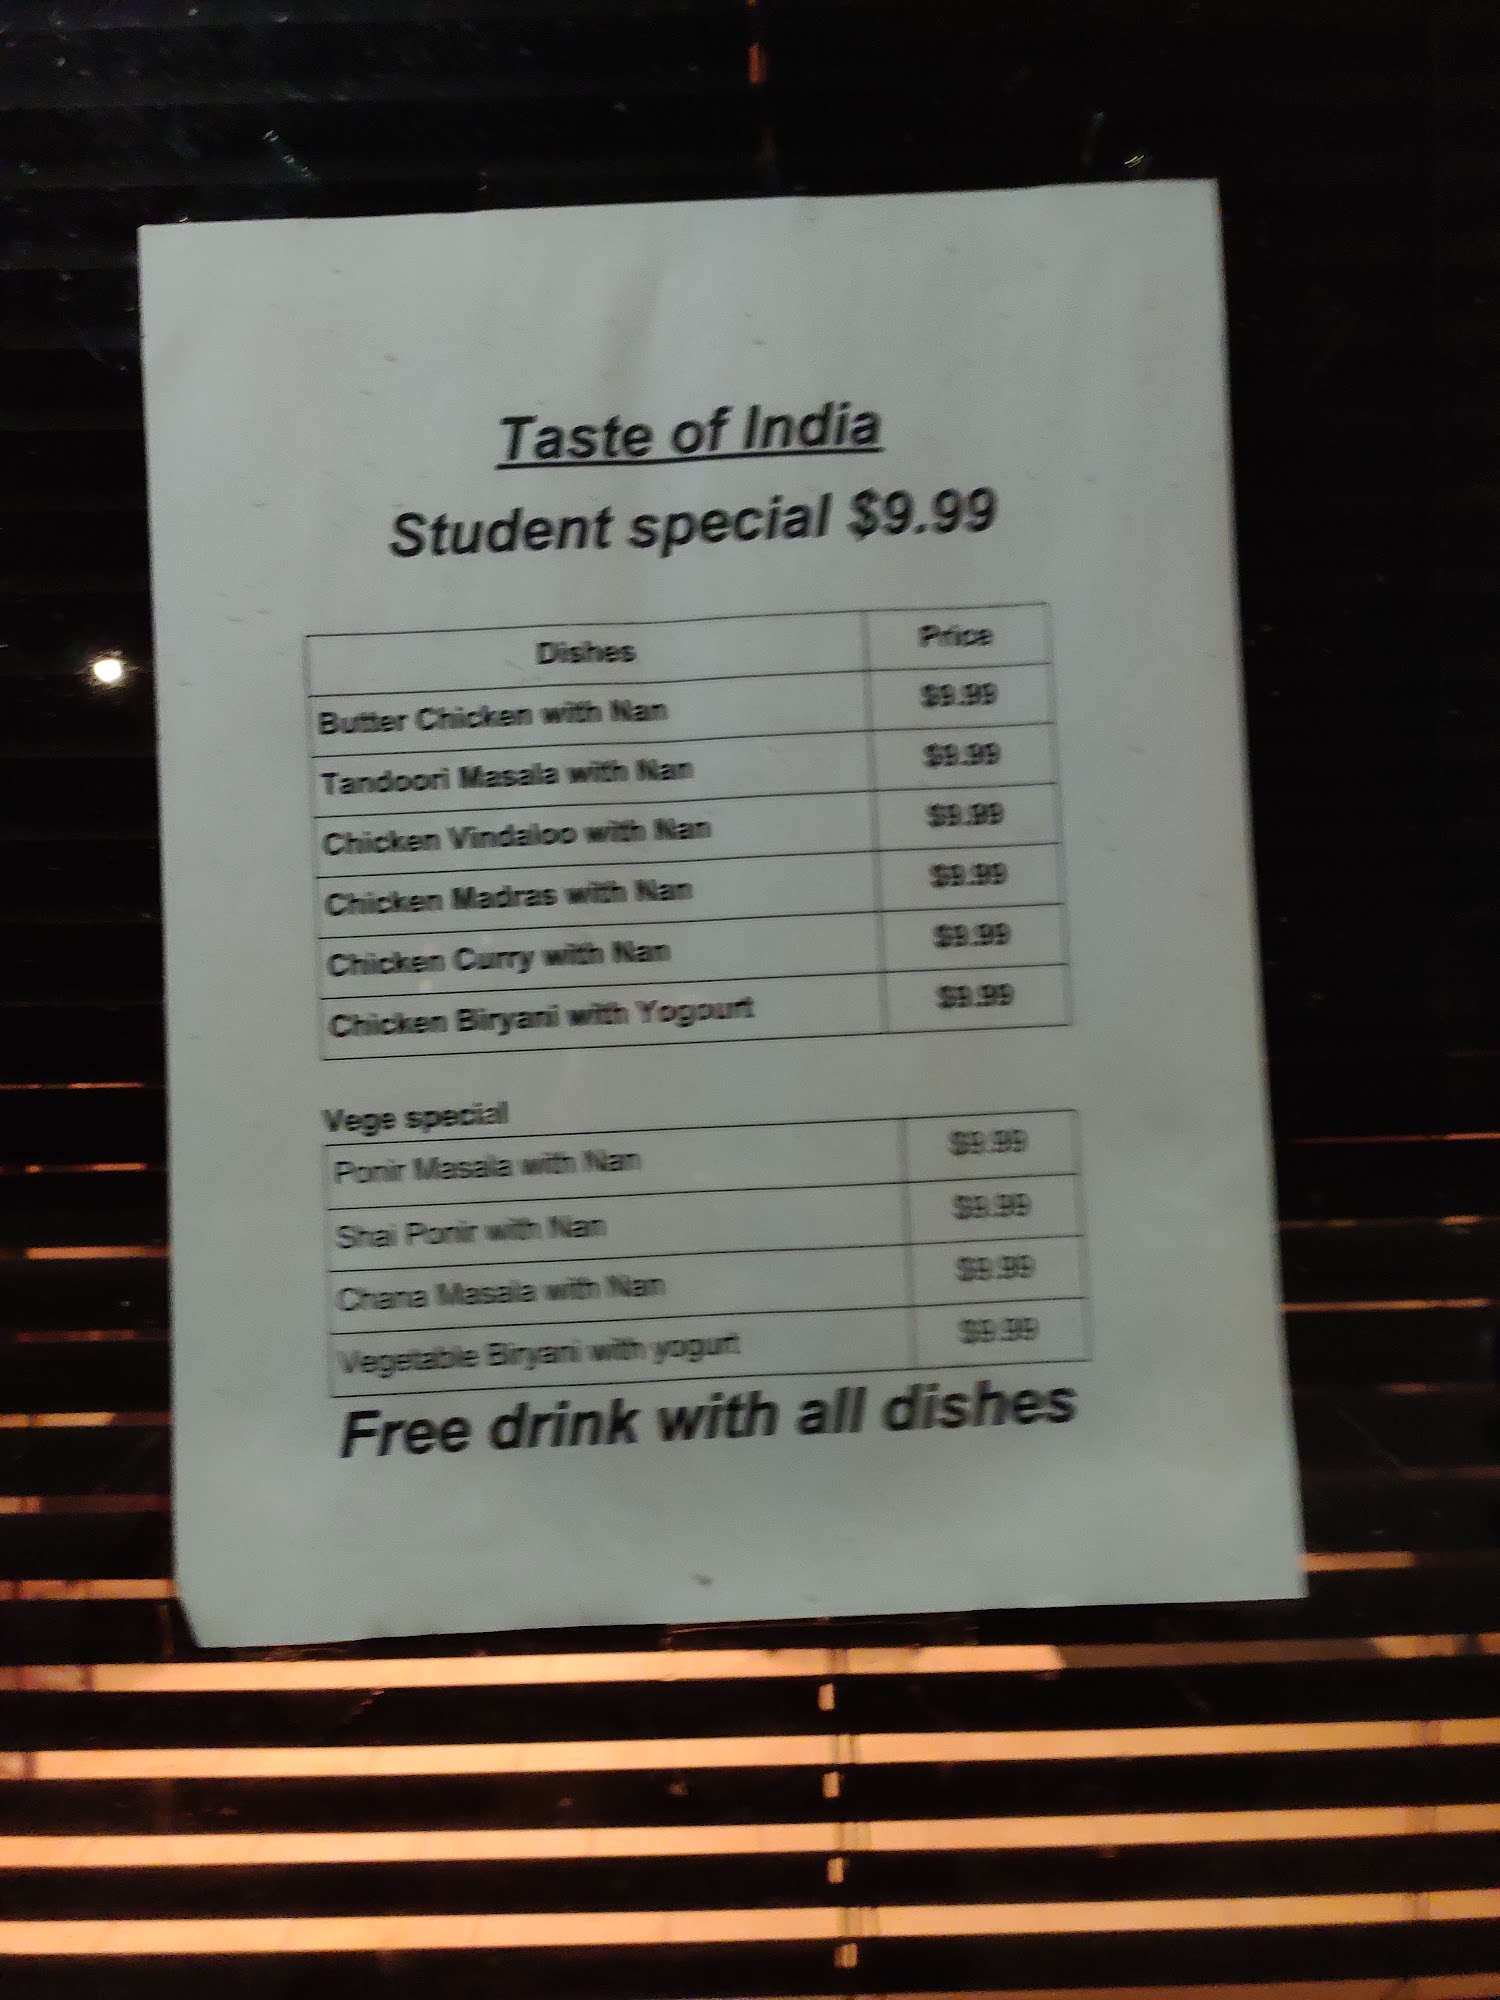 Taste of India
Student special $9.99
Dishes Price
Butter Chicken with Nan $9.99
Tandoori Masala with Nan $9.99
Chicken Vindaloo with Nan $9.99
Chicken Madras with Nan $9.99
Chicken Curry with Nan $9.99
Chicken Biryani with Yogourt $9.99
Vege special
Ponir Masala with Nan $9.99
Shai Ponir with Nan $9.99
Chana Masala with Nan $9.99
Vegetable Biryani with yogurt $9.99
Free drink with all dishes